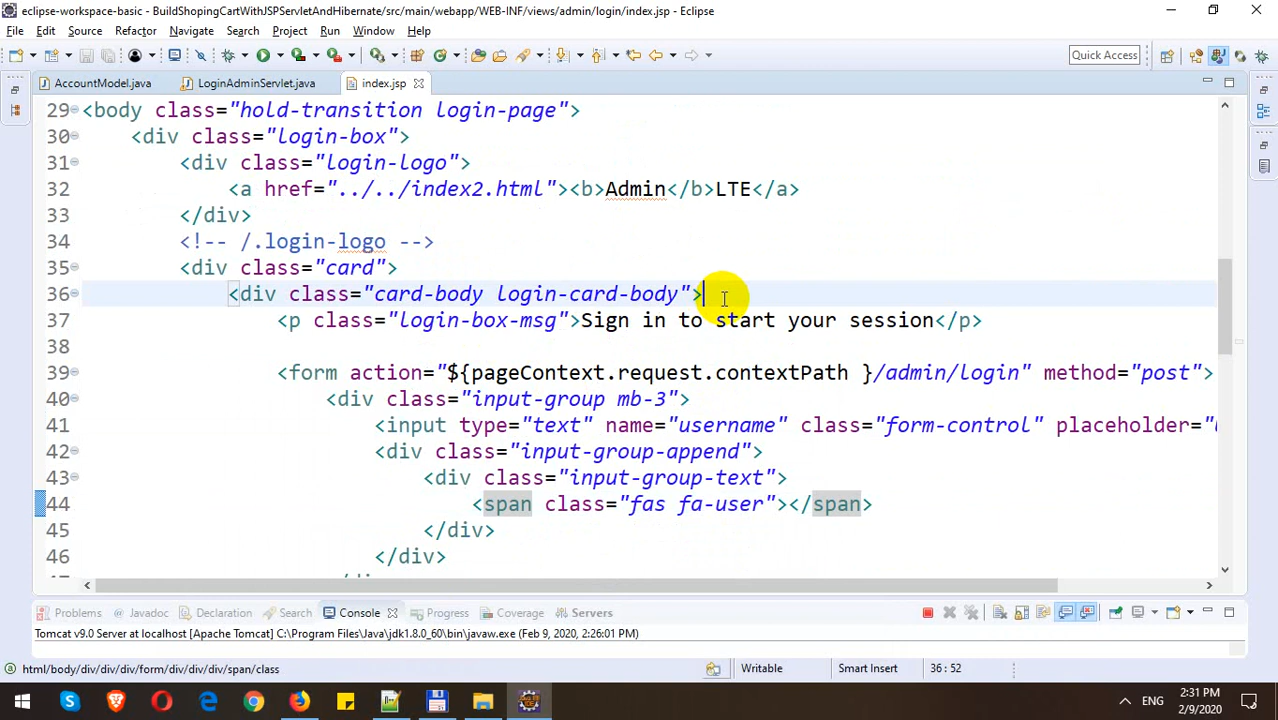 eclipse-workspace-basic - BuildShopingCartWithJSPServletAndHibernate/src/main/webapp/WEB-INF/views/admin/login/index.jsp - Eclipse
File Edit Source Refactor Navigate Search Project Run Window Help
Quick Access
AccountModel.java LoginAdminServlet.java index.jsp
29 <body class="hold-transition login-page">
30 <div class="login-box">
31 <div class="login-logo">
32 <a href="../../index2.html"><b>Admin</b>LTE</a>
33 </div>
34 <!-- /.login-logo -->
35 <div class="card">
36 <div class="card-body login-card-body">
37 <p class="login-box-msg">Sign in to start your session</p>
38
39 <form action="${pageContext.request.contextPath }/admin/login" method="post">
40 <div class="input-group mb-3">
41 <input type="text" name="username" class="form-control" placeholder="
42 <div class="input-group-append">
43 <div class="input-group-text">
44 <span class="fas fa-user"></span>
45 </div>
46 </div>
Problems Javadoc Declaration Search Console Progress Coverage Servers
Tomcat v9.0 Server at localhost [Apache Tomcat] C:\Program Files\Java\jdk1.8.0_60\bin\javaw.exe (Feb 9, 2020, 2:26:01 PM)
html/body/div/div/div/form/div/div/div/span/class Writable Smart Insert 36 : 52
ENG 2:31 PM
2/9/2020